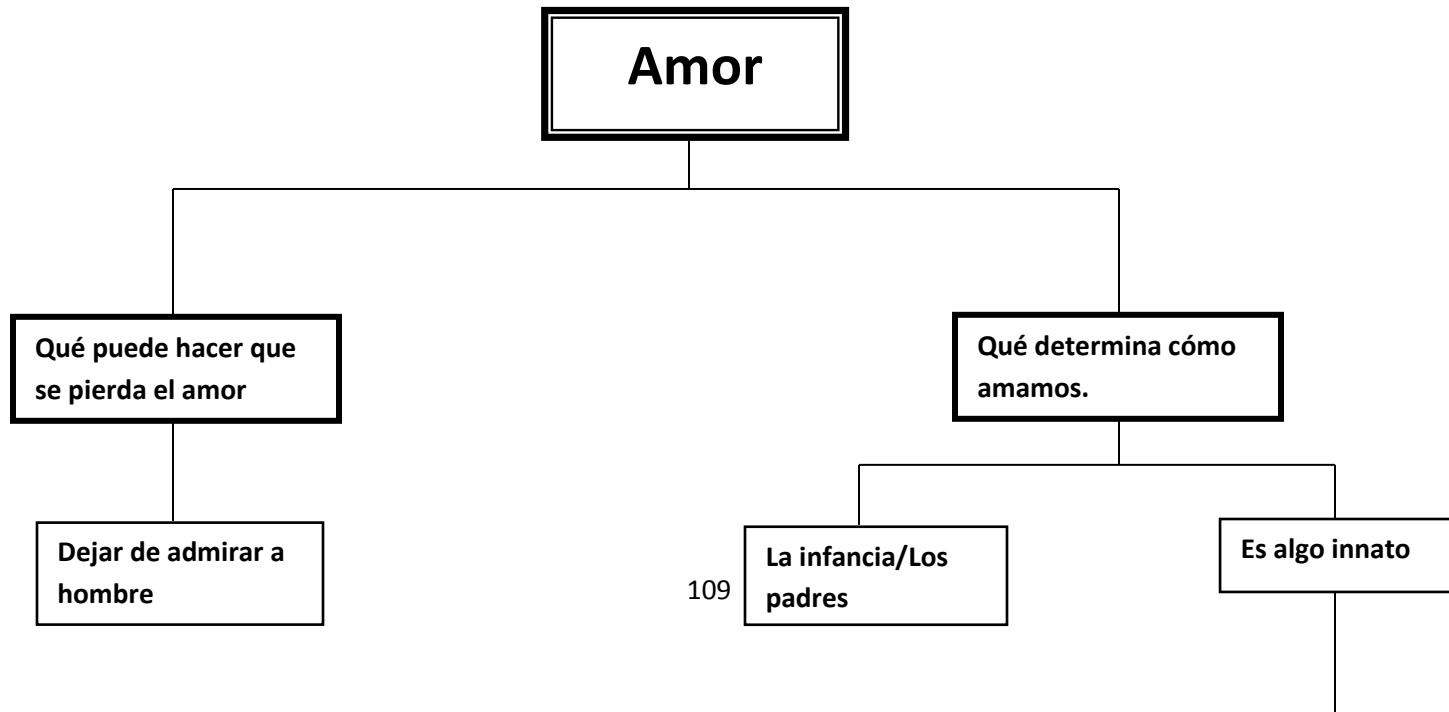 Amor
Qué puede hacer que
se pierda el amor
Qué determina cómo
amamos.
Dejar de admirar a
hombre
La infancia/Los
padres
Es algo innato
109